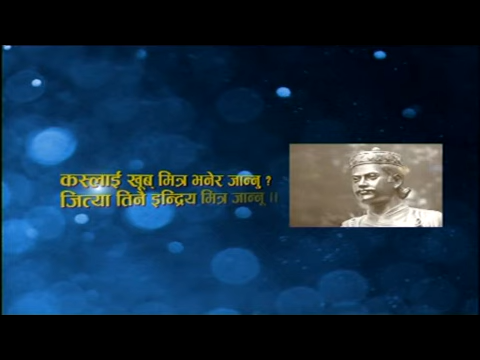 कस्लाई खूब मित्र भनेर जान्नु ?
जित्या तिनै इन्द्रिय मित्र जान्नू ।।